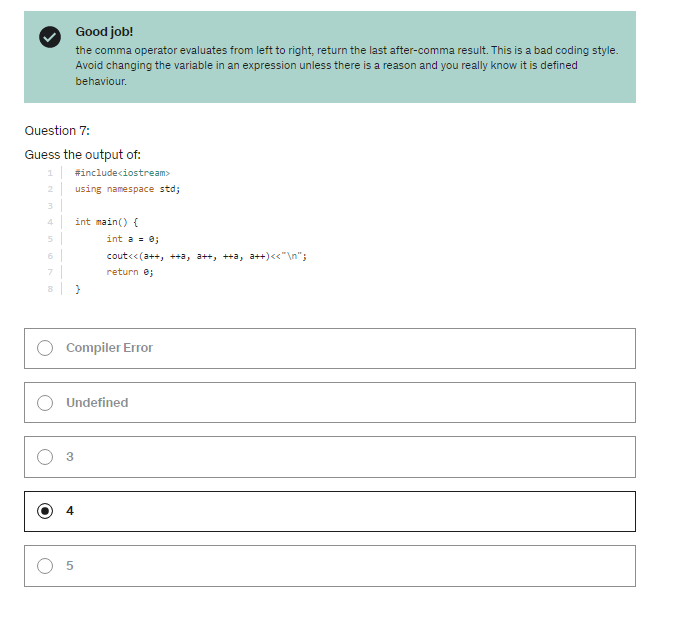 Good job!
the comma operator evaluates from left to right, return the last after-comma result. This is a bad coding style.
Avoid changing the variable in an expression unless there is a reason and you really know it is defined
behaviour.
Question 7:
Guess the output of:
1 #include<iostream>
2 using namespace std;
3
4 int main() {
5 int a = 0;
6 cout<<(a++, ++a, a++, ++a, a++)<<"\n";
7 return 0;
8 }
Compiler Error
Undefined
3
4
5